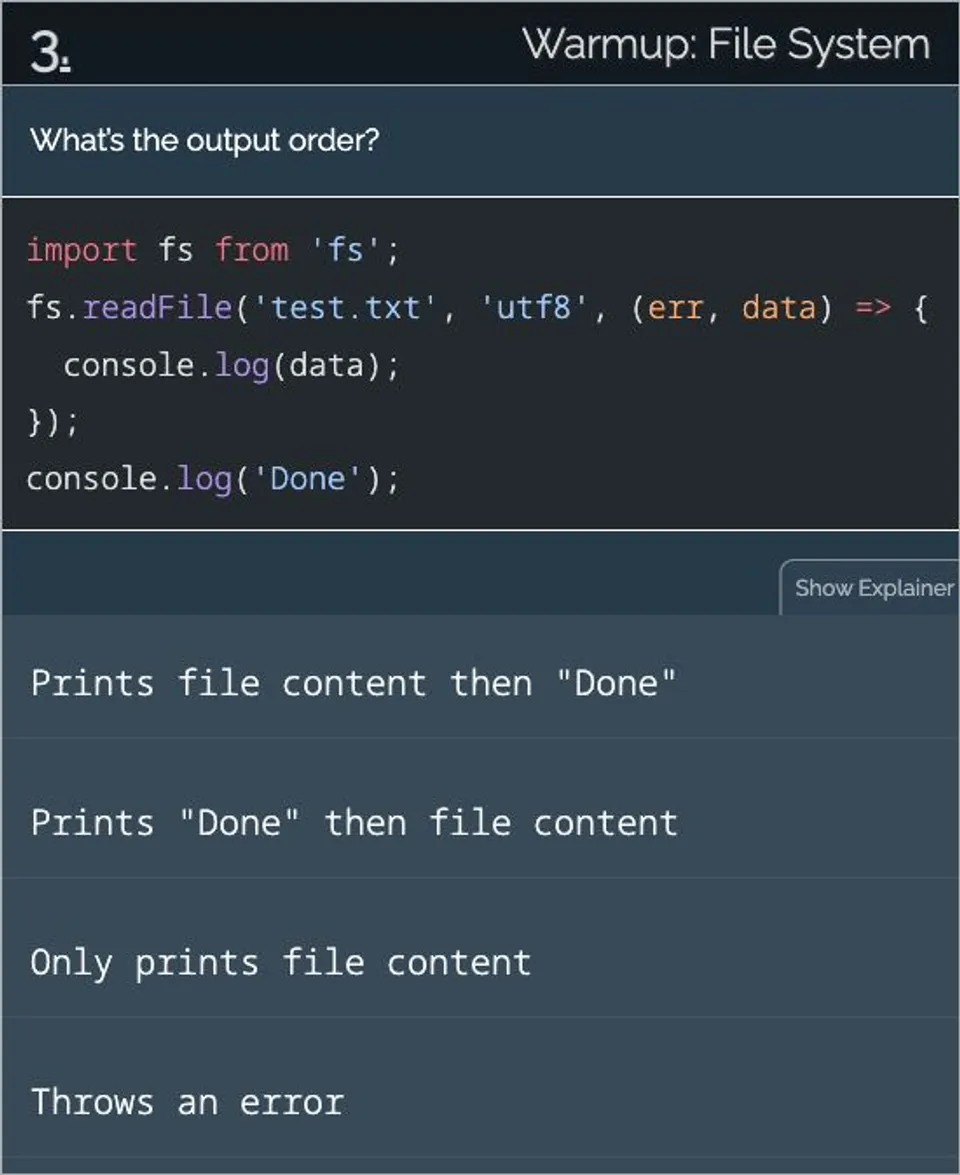 3.
Warmup: File System
What's the output order?
import fs from 'fs';
fs.readFile('test.txt', 'utf8', (err, data) => {
  console.log(data);
});
console.log('Done');
Show Explainer
Prints file content then "Done"
Prints "Done" then file content
Only prints file content
Throws an error